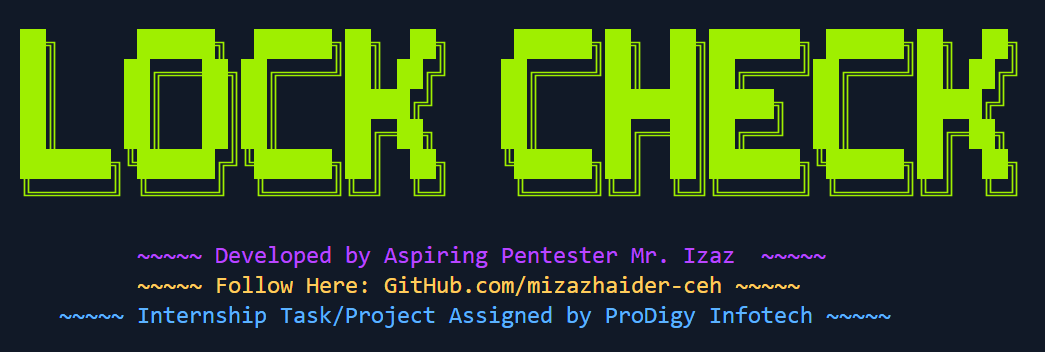 LOCK CHECK
~~~~~ Developed by Aspiring Pentester Mr. Izaz  ~~~~~
~~~~~ Follow Here: GitHub.com/mizazhaider-ceh ~~~~~
~~~~~ Internship Task/Project Assigned by ProDigy Infotech ~~~~~